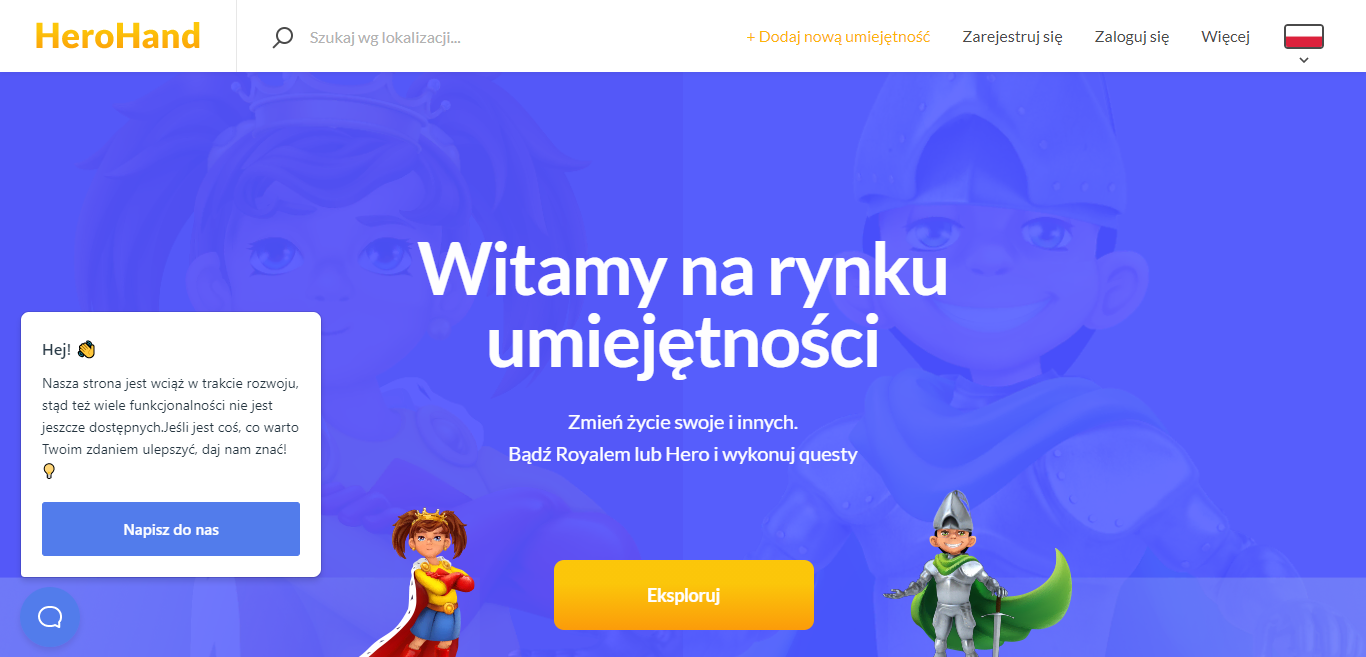 HeroHand
Szukaj wg lokalizacji...
+ Dodaj nową umiejętność
Zarejestruj się
Zaloguj się
Więcej
Witamy na rynku
umiejętności
Zmień życie swoje i innych.
Bądź Royalem lub Hero i wykonuj questy
Eksploruj
Hej! 👋
Nasza strona jest wciąż w trakcie rozwoju,
stąd też wiele funkcjonalności nie jest
jeszcze dostępnych.Jeśli jest coś, co warto
Twoim zdaniem ulepszyć, daj nam znać!
💡
Napisz do nas